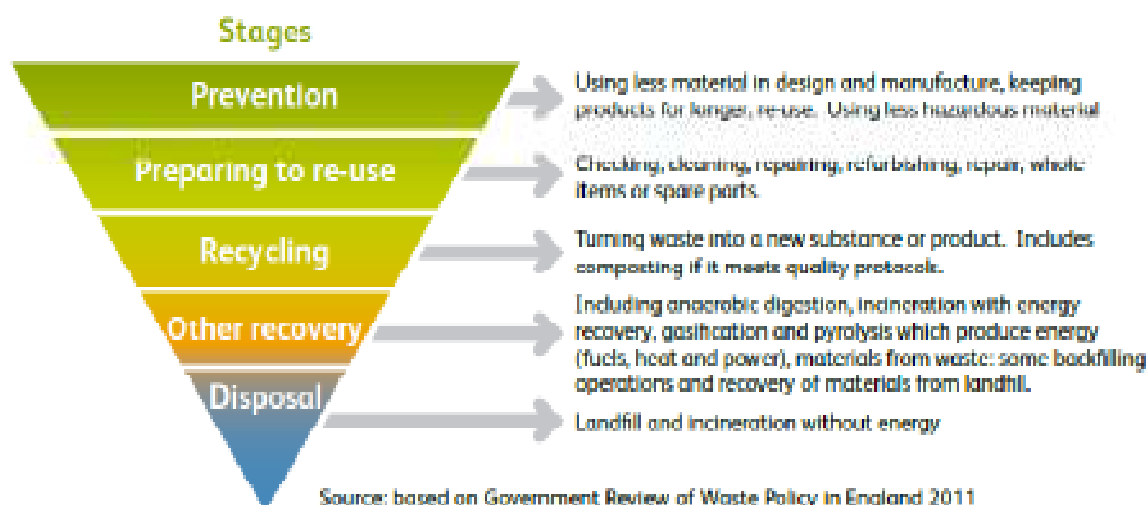 Stages
Prevention
Using less material in design and manufacture, keeping
products for longer, re-use. Using less hazardous material
Preparing to re-use
Checking, cleaning, repairing, refurbishing, repair, whole
items or spare parts.
Recycling
Turning waste into a new substance or product. Includes
composting if it meets quality protocols.
Other recovery
Including anaerobic digestion, incineration with energy
recovery, gasification and pyrolysis which produce energy
(fuels, heat and power), materials from waste: some backfilling
operations and recovery of materials from landfill.
Disposal
Landfill and incineration without energy
Source: based on Government Review of Waste Policy in England 2011